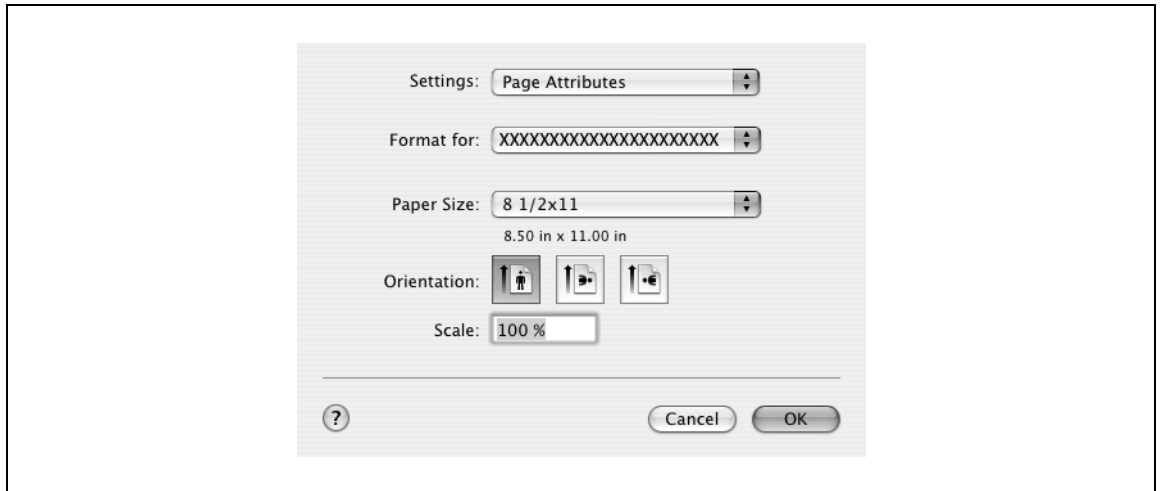 Settings: Page Attributes
Format for: XXXXXXXXXXXXXXXXXXXXXX
Paper Size: 8 1/2x11
8.50 in x 11.00 in
Orientation:
Scale: 100 %
? Cancel OK